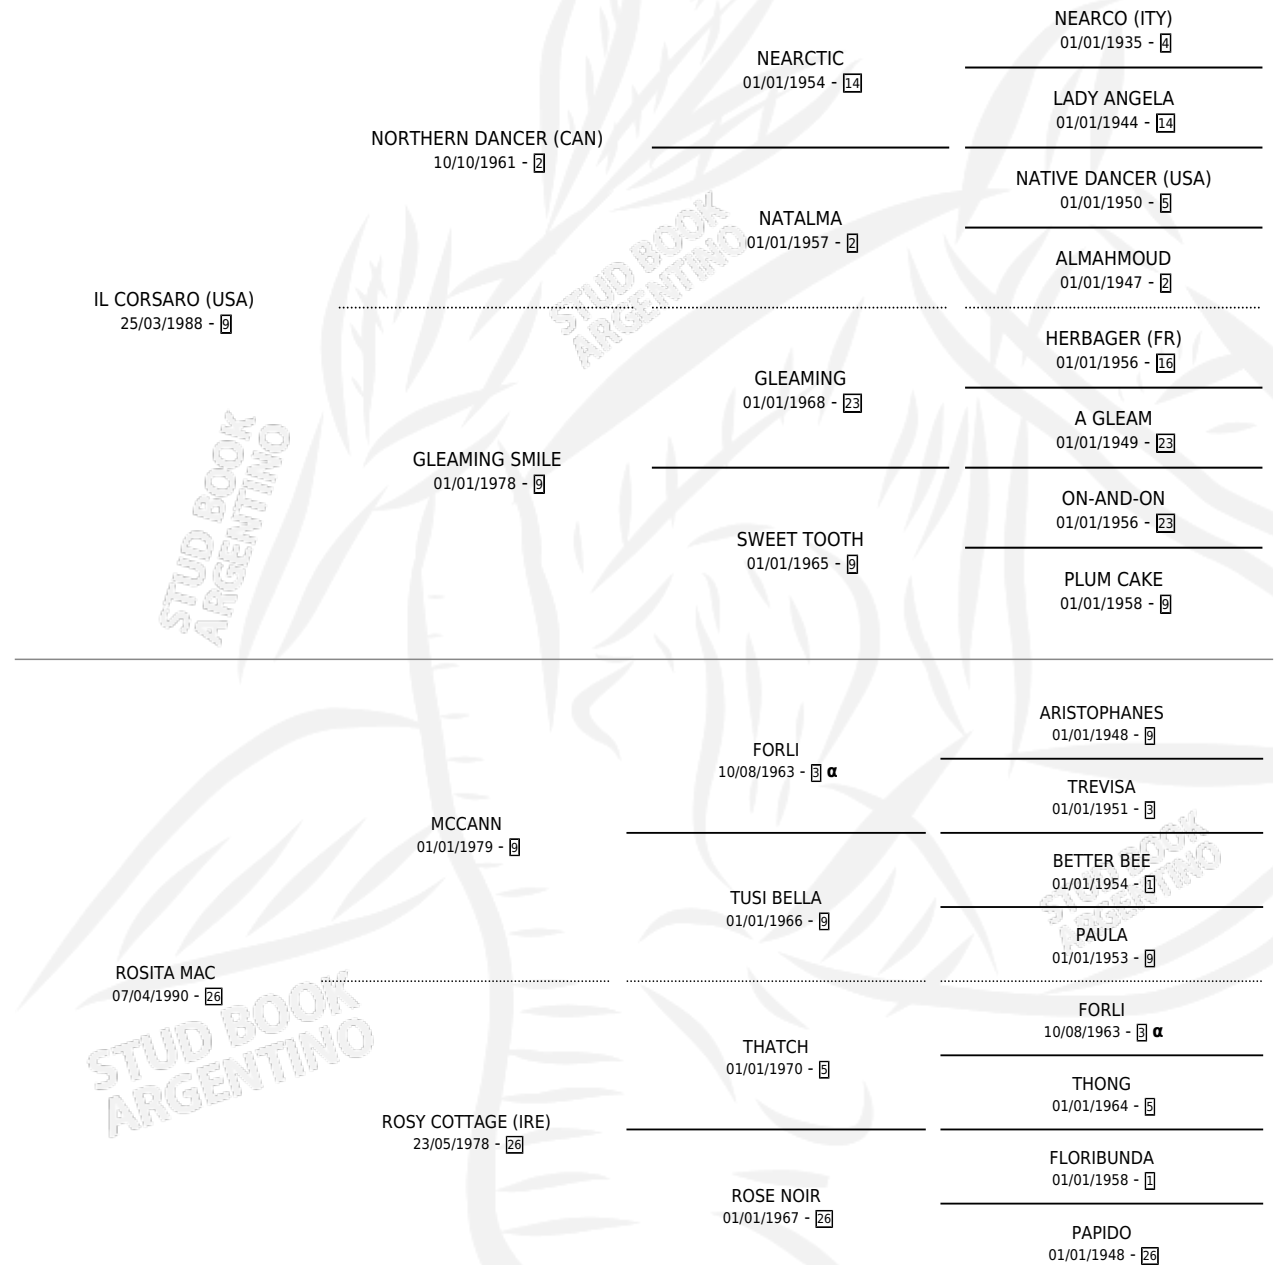 NEARCO (ITY)
01/01/1935 - 4
NEARCTIC
01/01/1954 - 14
LADY ANGELA
01/01/1944 - 14
NORTHERN DANCER (CAN)
10/10/1961 - 2
NATIVE DANCER (USA)
01/01/1950 - 5
NATALMA
01/01/1957 - 2
ALMAHMOUD
01/01/1947 - 2
STUD BOOK
ARGENTINO
IL CORSARO (USA)
25/03/1988 - 9
HERBAGER (FR)
01/01/1956 - 16
GLEAMING
01/01/1968 - 23
A GLEAM
01/01/1949 - 23
GLEAMING SMILE
01/01/1978 - 9
ON-AND-ON
01/01/1956 - 23
SWEET TOOTH
01/01/1965 - 9
PLUM CAKE
01/01/1958 - 9
STUD BOOK
ARGENTINO
ARISTOPHANES
01/01/1948 - 9
FORLI
10/08/1963 - 3 α
TREVISA
01/01/1951 - 3
MCCANN
01/01/1979 - 9
BETTER BEE
01/01/1954 - 1
TUSI BELLA
01/01/1966 - 9
PAULA
01/01/1953 - 9
STUD BOOK
ARGENTINO
ROSITA MAC
07/04/1990 - 26
FORLI
10/08/1963 - 3 α
THATCH
01/01/1970 - 5
THONG
01/01/1964 - 5
STUD BOOK
ARGENTINO
ROSY COTTAGE (IRE)
23/05/1978 - 26
FLORIBUNDA
01/01/1958 - 1
ROSE NOIR
01/01/1967 - 26
PAPIDO
01/01/1948 - 26